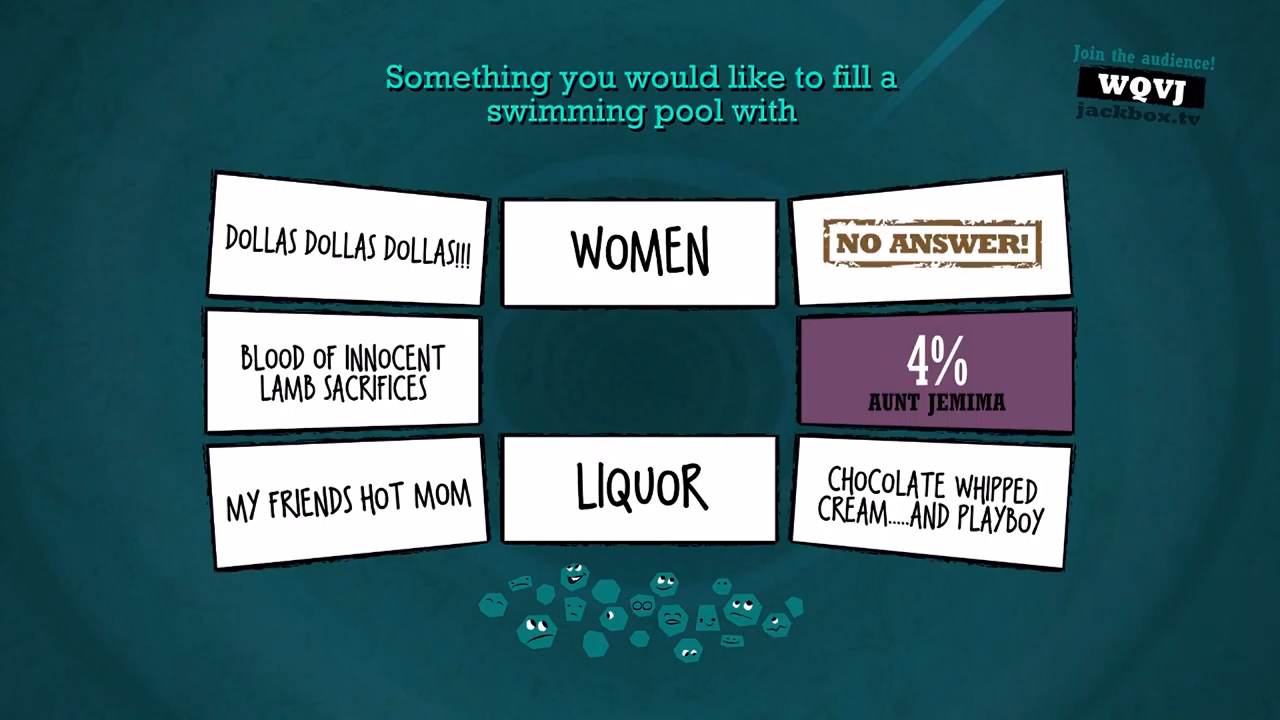 Something you would like to fill a
swimming pool with
Join the audience!
WQVJ
jackbox.tv
DOLLAS DOLLAS DOLLAS!!!
WOMEN
NO ANSWER!
BLOOD OF INNOCENT
LAMB SACRIFICES
4%
AUNT JEMIMA
MY FRIENDS HOT MOM
LIQUOR
CHOCOLATE WHIPPED
CREAM.....AND PLAYBOY